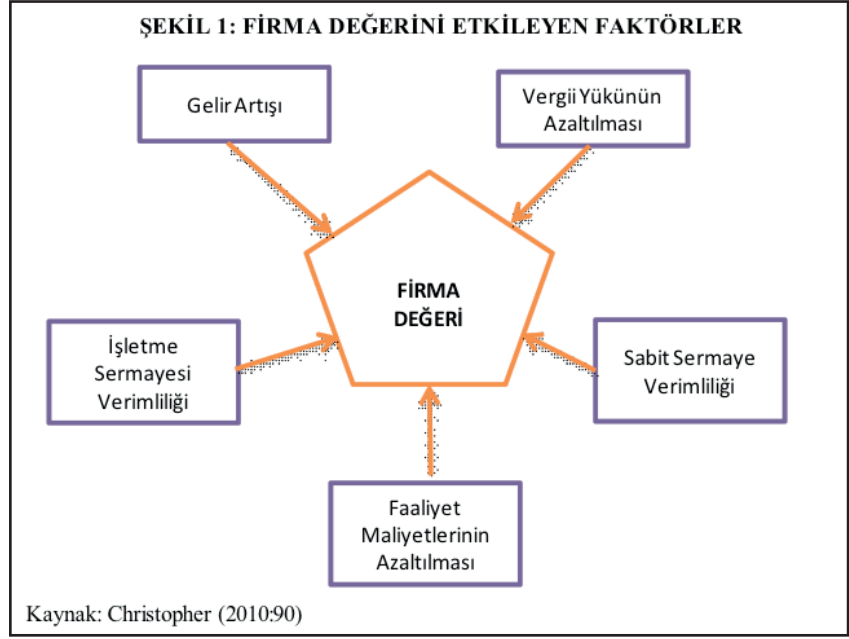 ŞEKİL 1: FİRMA DEĞERİNİ ETKİLEYEN FAKTÖRLER
Gelir Artışı
Vergii Yükünün
Azaltılması
FİRMA
DEĞERİ
İşletme
Sermayesi
Verimliliği
Sabit Sermaye
Verimliliği
Faaliyet
Maliyetlerinin
Azaltılması
Kaynak: Christopher (2010:90)